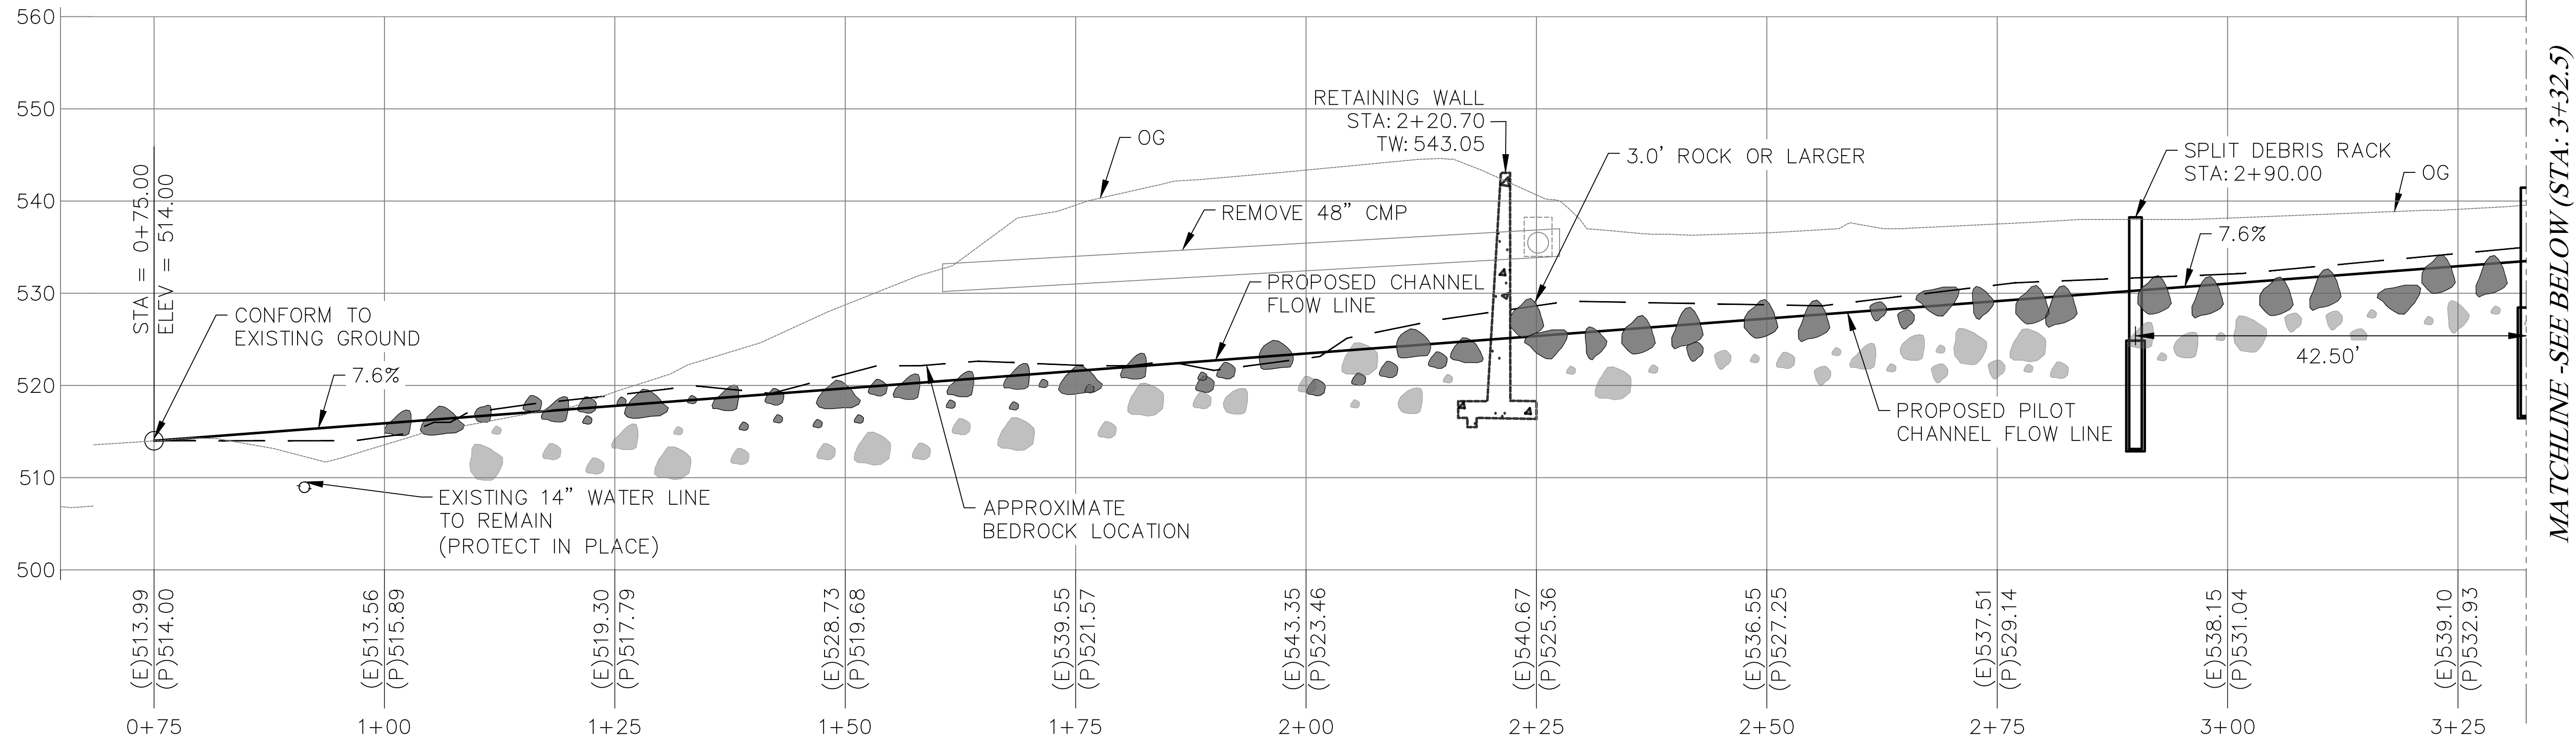 560
550
540
530
520
510
500
STA = 0+75.00
ELEV = 514.00
CONFORM TO
EXISTING GROUND
7.6%
EXISTING 14" WATER LINE
TO REMAIN
(PROTECT IN PLACE)
OG
REMOVE 48" CMP
PROPOSED CHANNEL
FLOW LINE
APPROXIMATE
BEDROCK LOCATION
RETAINING WALL
STA: 2+20.70
TW: 543.05
3.0' ROCK OR LARGER
PROPOSED PILOT
CHANNEL FLOW LINE
SPLIT DEBRIS RACK
STA: 2+90.00
OG
7.6%
42.50'
MATCHLINE -SEE BELOW (STA: 3+32.5)
(E)513.99
(P)514.00
(E)513.56
(P)515.89
(E)519.30
(P)517.79
(E)528.73
(P)519.68
(E)539.55
(P)521.57
(E)543.35
(P)523.46
(E)540.67
(P)525.36
(E)536.55
(P)527.25
(E)537.51
(P)529.14
(E)538.15
(P)531.04
(E)539.10
(P)532.93
0+75
1+00
1+25
1+50
1+75
2+00
2+25
2+50
2+75
3+00
3+25